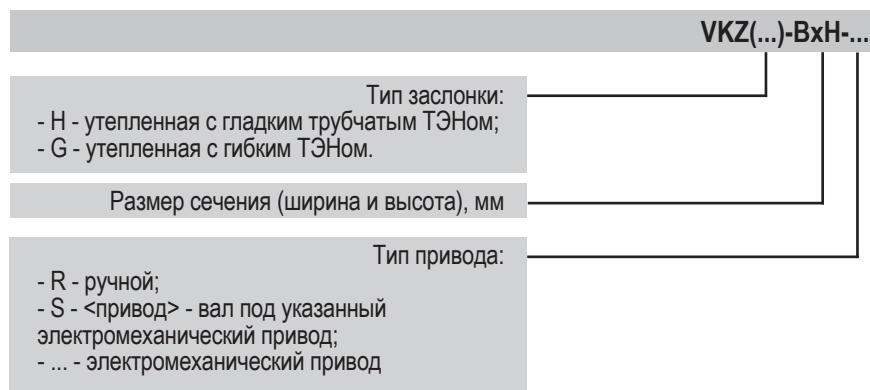 VKZ(...)-BxH-...
Тип заслонки:
- H - утепленная с гладким трубчатым ТЭНом;
- G - утепленная с гибким ТЭНом.
Размер сечения (ширина и высота), мм
Тип привода:
- R - ручной;
- S - <привод> - вал под указанный
электромеханический привод;
- ... - электромеханический привод